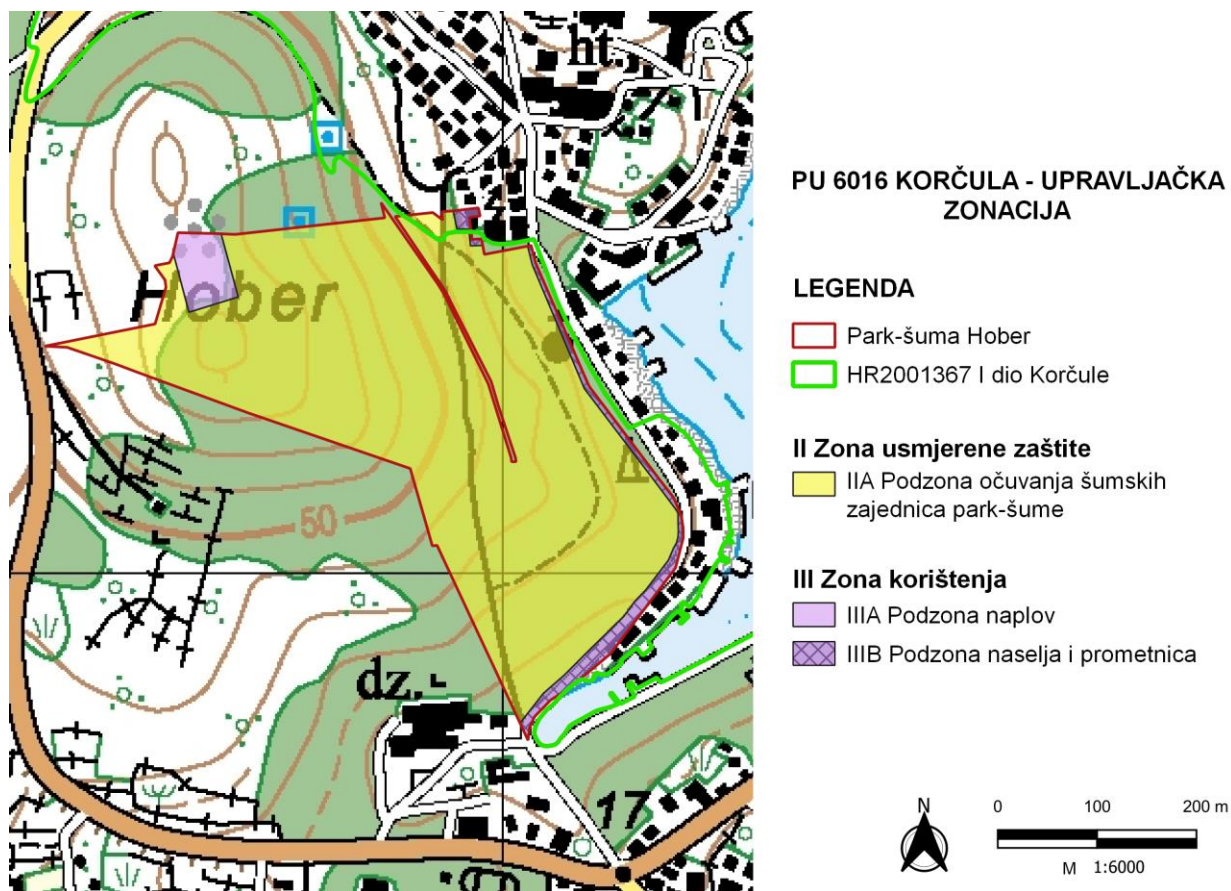 ht.
Hober
50
dz.
17
PU 6016 KORČULA - UPRAVLJAČKA
ZONACIJA
LEGENDA
Park-šuma Hober
HR2001367 I dio Korčule
II Zona usmjerene zaštite
IIA Podzona očuvanja šumskih
zajednica park-šume
III Zona korištenja
IIIA Podzona naplov
IIIB Podzona naselja i prometnica
N
0 100 200 m
M 1:6000